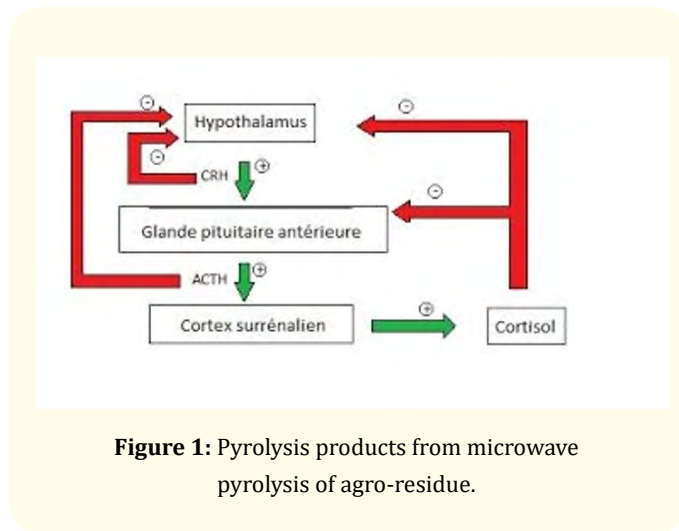 ⊖
⊖
Hypothalamus
⊖
CRH
⊕
⊖
Glande pituitaire antérieure
ACTH
⊕
⊕
Cortex surrénalien
Cortisol
Figure 1: Pyrolysis products from microwave
pyrolysis of agro-residue.